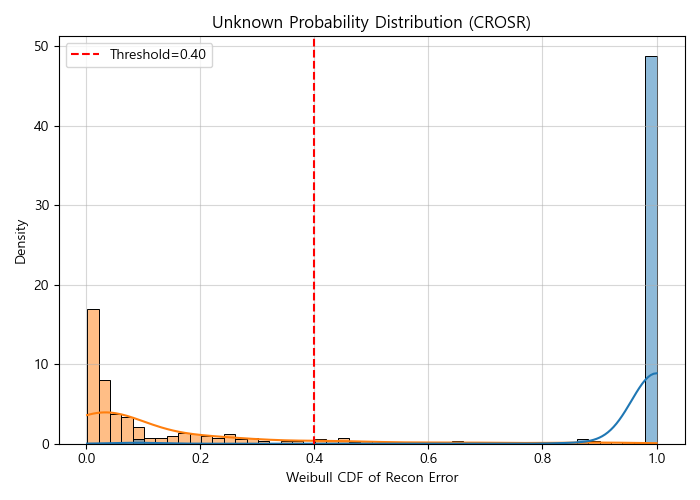 Unknown Probability Distribution (CROSR)
Threshold=0.40
50
40
30
20
10
0
Density
0.0 0.2 0.4 0.6 0.8 1.0
Weibull CDF of Recon Error